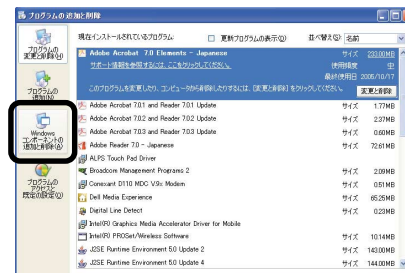 プログラムの追加と削除
現在インストールされているプログラム:
更新プログラムの表示(D)
並べ替え(S): 名前
プログラムの
変更と削除(H)
プログラムの
追加(N)
Windows
コンポーネントの
追加と削除(A)
プログラムの
アクセスと
既定の設定(O)
Adobe Acrobat 7.0 Elements - Japanese
サイズ 233.00MB
サポート情報を参照するには、ここをクリックしてください。
使用頻度 中
最終使用日 2005/10/17
このプログラムを変更したり、コンピュータから削除したりするには、[変更と削除] をクリックしてください。
変更と削除
Adobe Acrobat 7.0.1 and Reader 7.0.1 Update サイズ 1.77MB
Adobe Acrobat 7.0.2 and Reader 7.0.2 Update サイズ 2.37MB
Adobe Acrobat 7.0.3 and Reader 7.0.3 Update サイズ 0.60MB
Adobe Reader 7.0 - Japanese サイズ 72.61MB
ALPS Touch Pad Driver
Broadcom Management Programs 2 サイズ 2.09MB
Conexant D110 MDC V.9x Modem サイズ 0.51MB
Dell Media Experience サイズ 65.25MB
Digital Line Detect サイズ 0.23MB
Intel(R) Graphics Media Accelerator Driver for Mobile
Intel(R) PROSet/Wireless Software サイズ 10.14MB
J2SE Runtime Environment 5.0 Update 2 サイズ 143.00MB
J2SE Runtime Environment 5.0 Update 4 サイズ 144.00MB